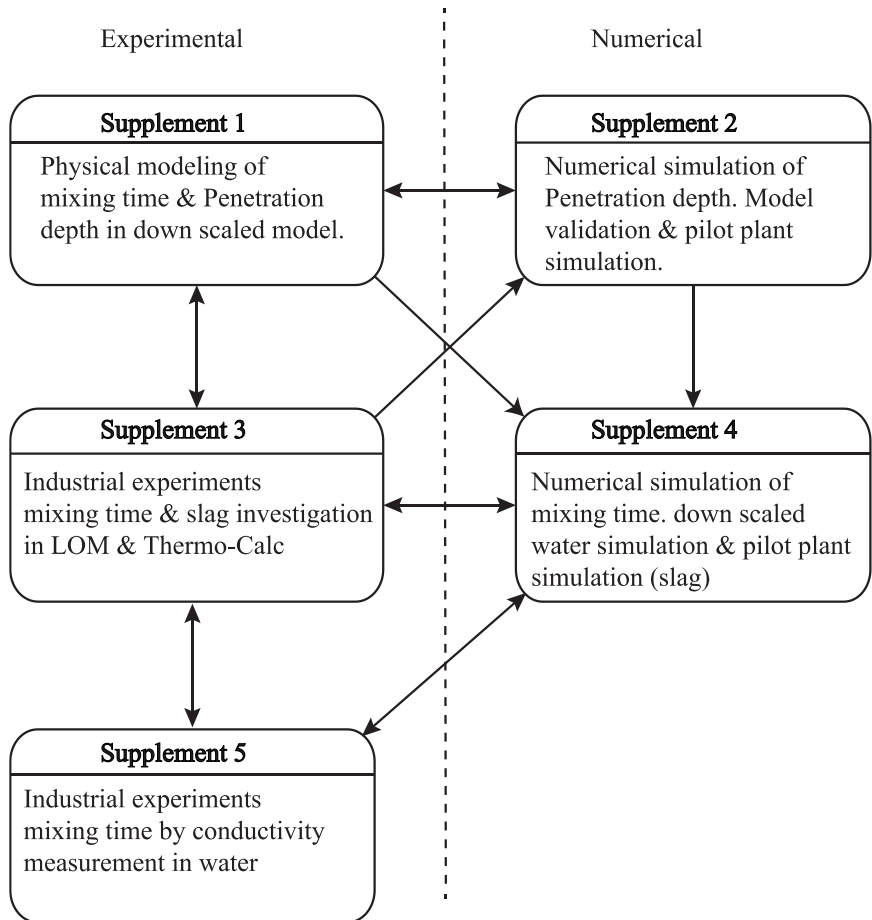 Experimental
Numerical
Supplement 1
Physical modeling of
mixing time & Penetration
depth in down scaled model.
Supplement 2
Numerical simulation of
Penetration depth. Model
validation & pilot plant
simulation.
Supplement 3
Industrial experiments
mixing time & slag investigation
in LOM & Thermo-Calc
Supplement 4
Numerical simulation of
mixing time. down scaled
water simulation & pilot plant
simulation (slag)
Supplement 5
Industrial experiments
mixing time by conductivity
measurement in water